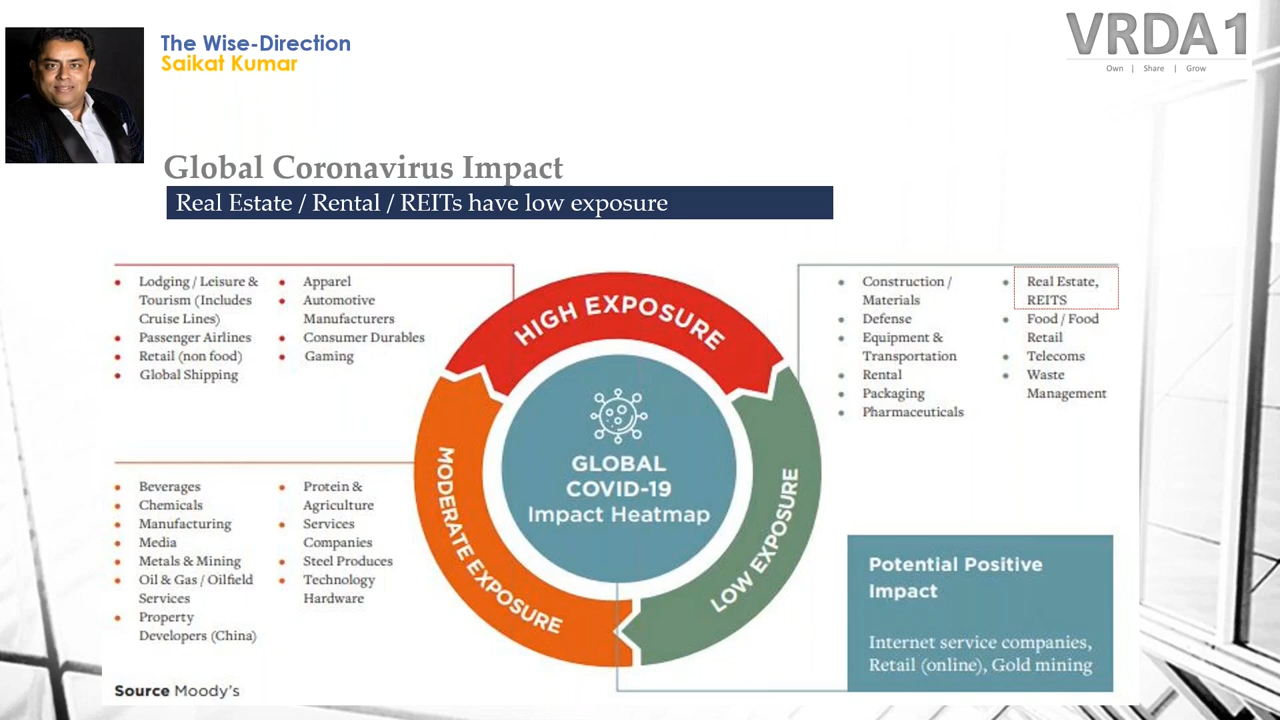 The Wise-Direction
Saikat Kumar
VRDA1
Own | Share | Grow
Global Coronavirus Impact
Real Estate / Rental / REITs have low exposure
Lodging / Leisure &
Tourism (Includes
Cruise Lines)
Passenger Airlines
Retail (non food)
Global Shipping
Apparel
Automotive
Manufacturers
Consumer Durables
Gaming
HIGH EXPOSURE
Construction /
Materials
Defense
Equipment &
Transportation
Rental
Packaging
Pharmaceuticals
Real Estate,
REITS
Food / Food
Retail
Telecoms
Waste
Management
GLOBAL
COVID-19
Impact Heatmap
MODERATE EXPOSURE
LOW EXPOSURE
Beverages
Chemicals
Manufacturing
Media
Metals & Mining
Oil & Gas / Oilfield
Services
Property
Developers (China)
Protein &
Agriculture
Services
Companies
Steel Produces
Technology
Hardware
Potential Positive
Impact
Internet service companies,
Retail (online), Gold mining
Source Moody's